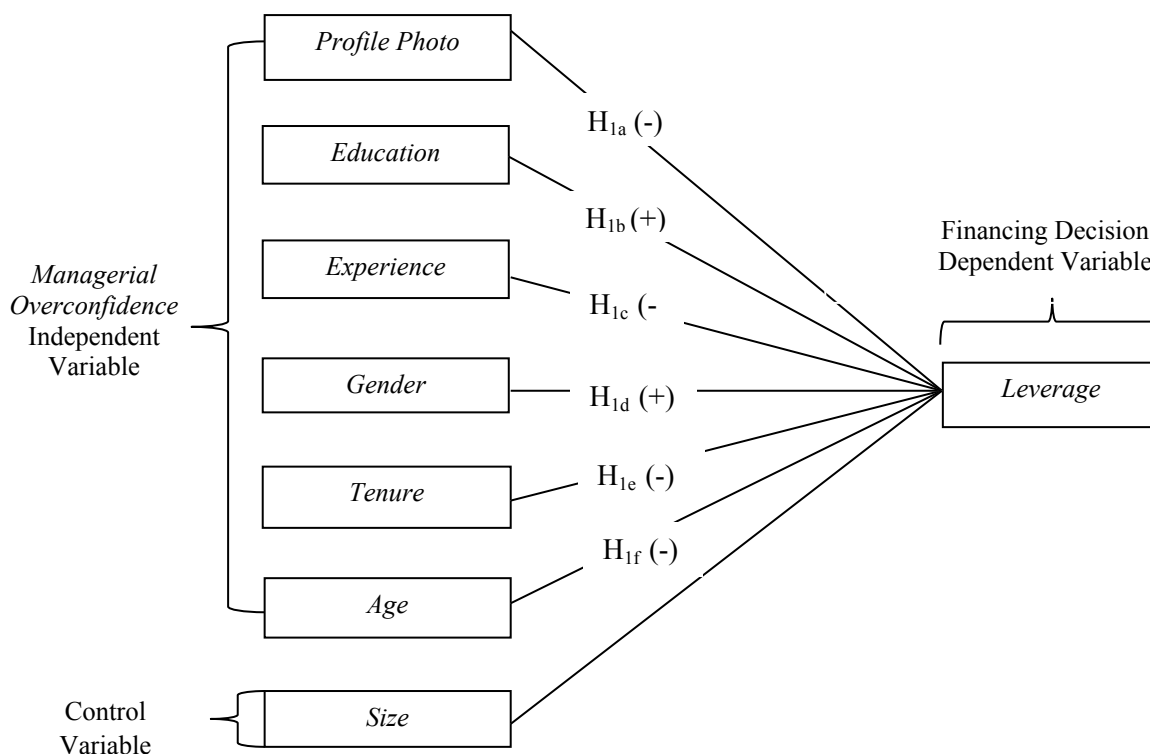 Profile Photo
H1a (-)
Education
H1b (+)
Experience
H1c (-
Gender
H1d (+)
Tenure
H1e (-)
Age
H1f (-)
Size
Managerial
Overconfidence
Independent
Variable
Control
Variable
Financing Decision
Dependent Variable
Leverage